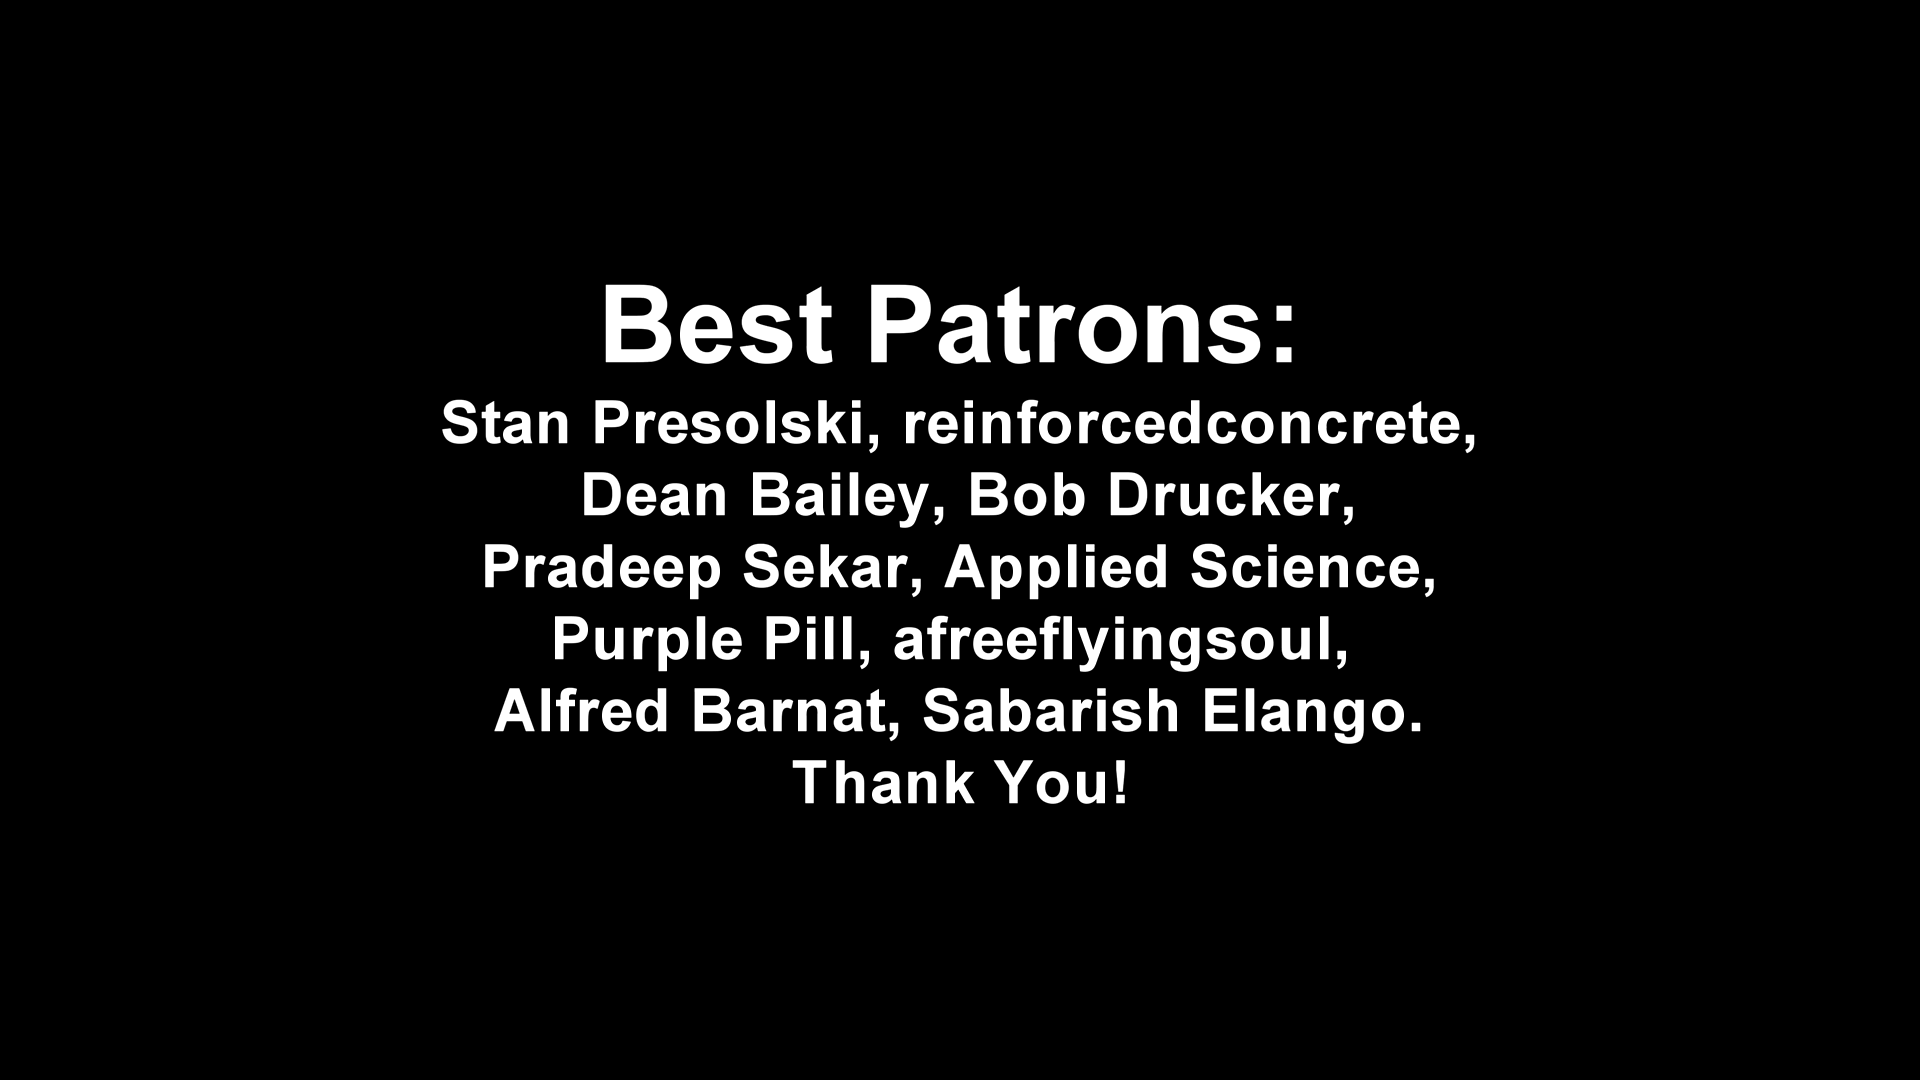 Best Patrons:
Stan Presolski, reinforcedconcrete,
Dean Bailey, Bob Drucker,
Pradeep Sekar, Applied Science,
Purple Pill, afreeflyingsoul,
Alfred Barnat, Sabarish Elango.
Thank You!